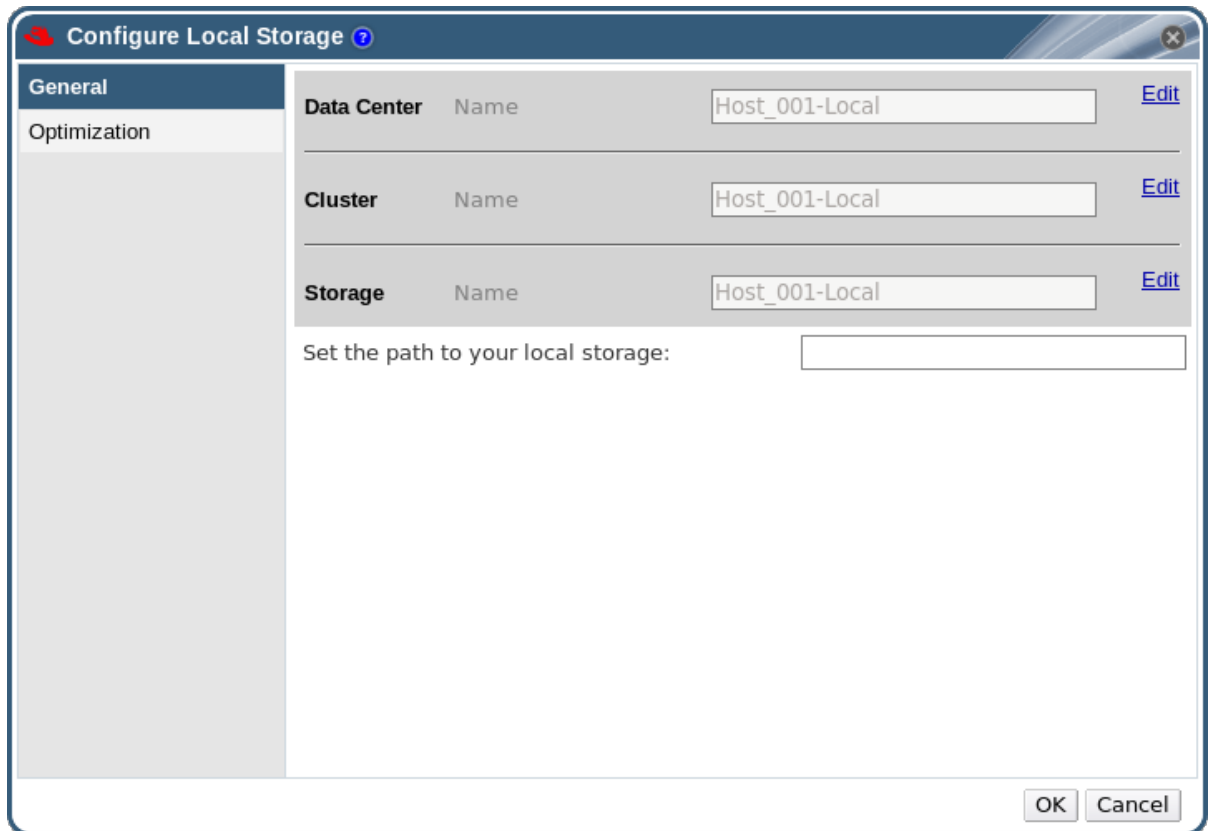 Configure Local Storage ?
General
Optimization
Data Center Name Host_001-Local Edit
Cluster Name Host_001-Local Edit
Storage Name Host_001-Local Edit
Set the path to your local storage:
OK Cancel